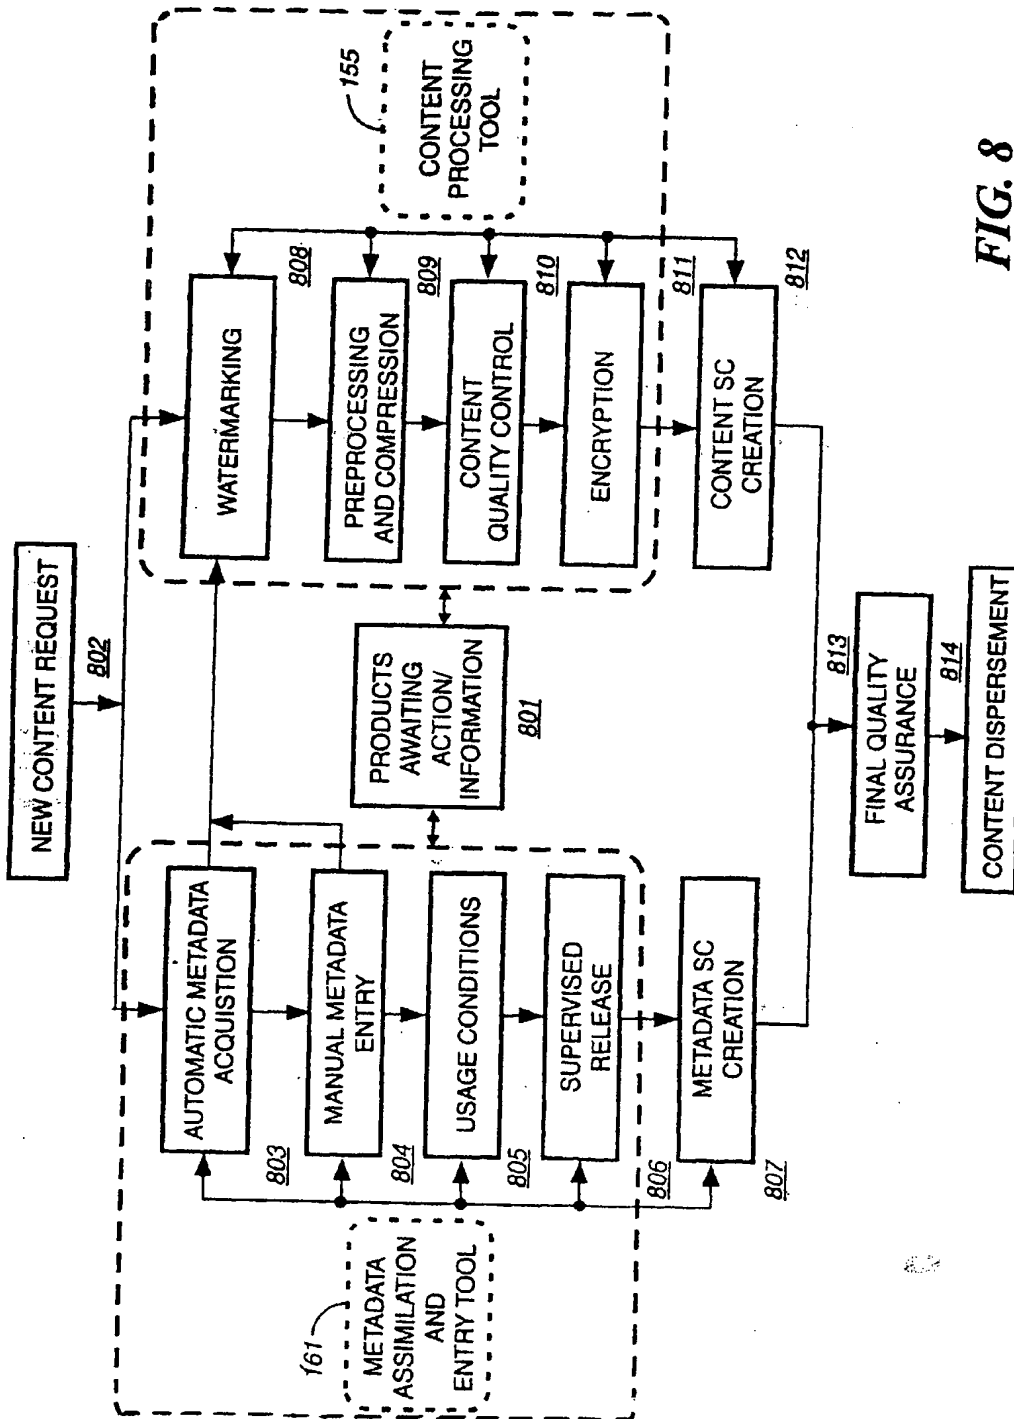 NEW CONTENT REQUEST
802
161
METADATA
ASSIMILATION
AND
ENTRY TOOL
AUTOMATIC METADATA
ACQUISTION
803
MANUAL METADATA
ENTRY
804
USAGE CONDITIONS
805
SUPERVISED
RELEASE
806
METADATA SC
CREATION
807
PRODUCTS
AWAITING
ACTION/
INFORMATION
801
155
CONTENT
PROCESSING
TOOL
WATERMARKING
808
PREPROCESSING
AND COMPRESSION
809
CONTENT
QUALITY CONTROL
810
ENCRYPTION
811
CONTENT SC
CREATION
812
813
FINAL QUALITY
ASSURANCE
814
CONTENT DISPERSEMENT
FIG. 8